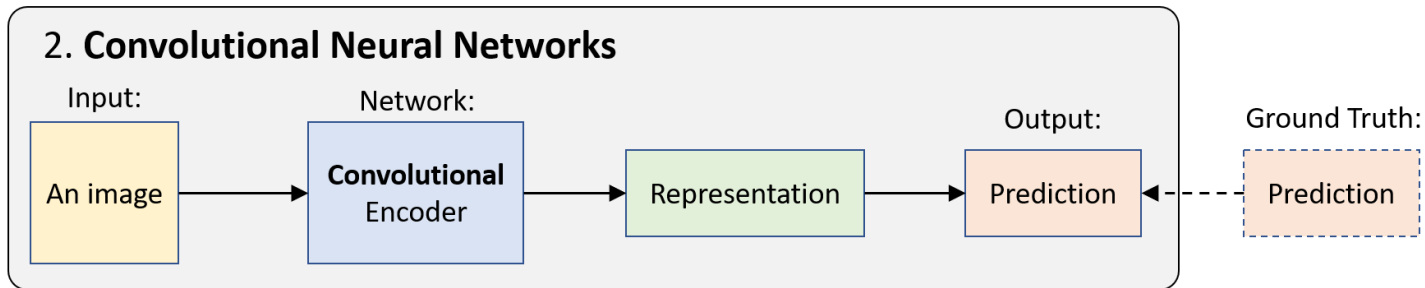 2. Convolutional Neural Networks
Input:
Network:
Output:
Ground Truth:
An image
Convolutional
Encoder
Representation
Prediction
Prediction